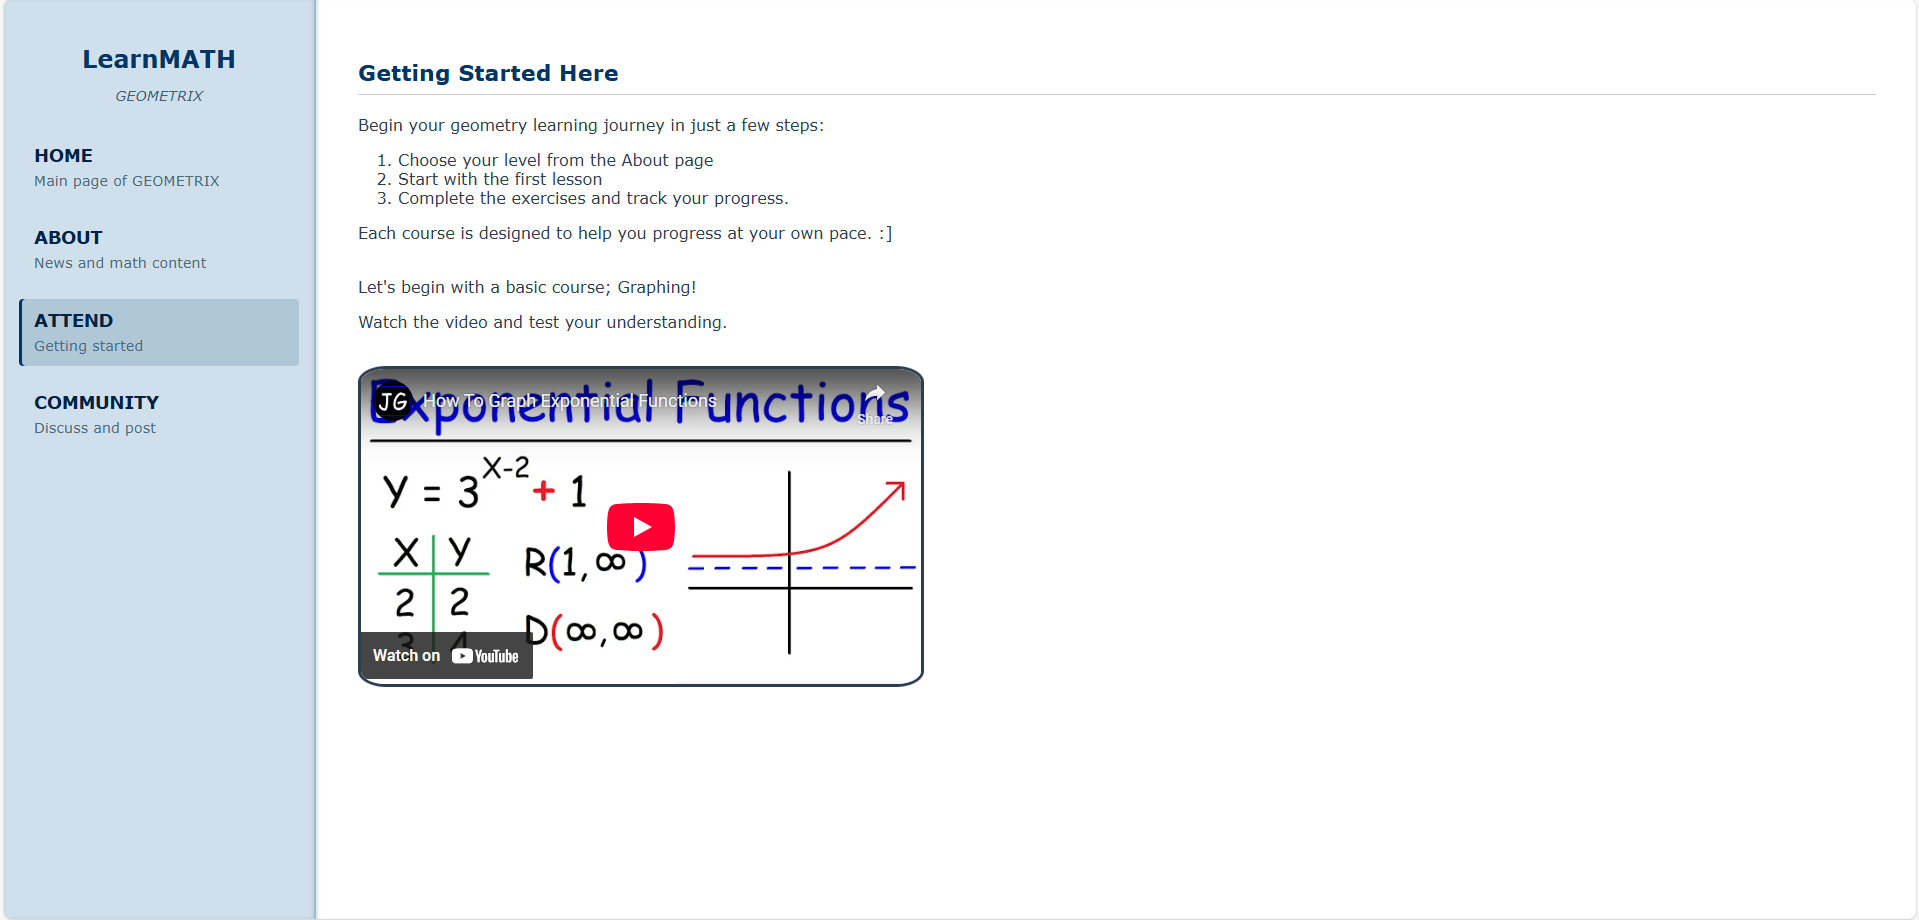 LearnMATH
GEOMETRIX
HOME
Main page of GEOMETRIX
ABOUT
News and math content
ATTEND
Getting started
COMMUNITY
Discuss and post
Getting Started Here
Begin your geometry learning journey in just a few steps:
1. Choose your level from the About page
2. Start with the first lesson
3. Complete the exercises and track your progress.
Each course is designed to help you progress at your own pace. :]
Let's begin with a basic course; Graphing!
Watch the video and test your understanding.
Exponential Functions
JG How To Graph Exponential Functions
Share
Y = 3^{X-2} + 1
X Y
2 2
3 4
R(1, ∞)
D(∞, ∞)
Watch on YouTube